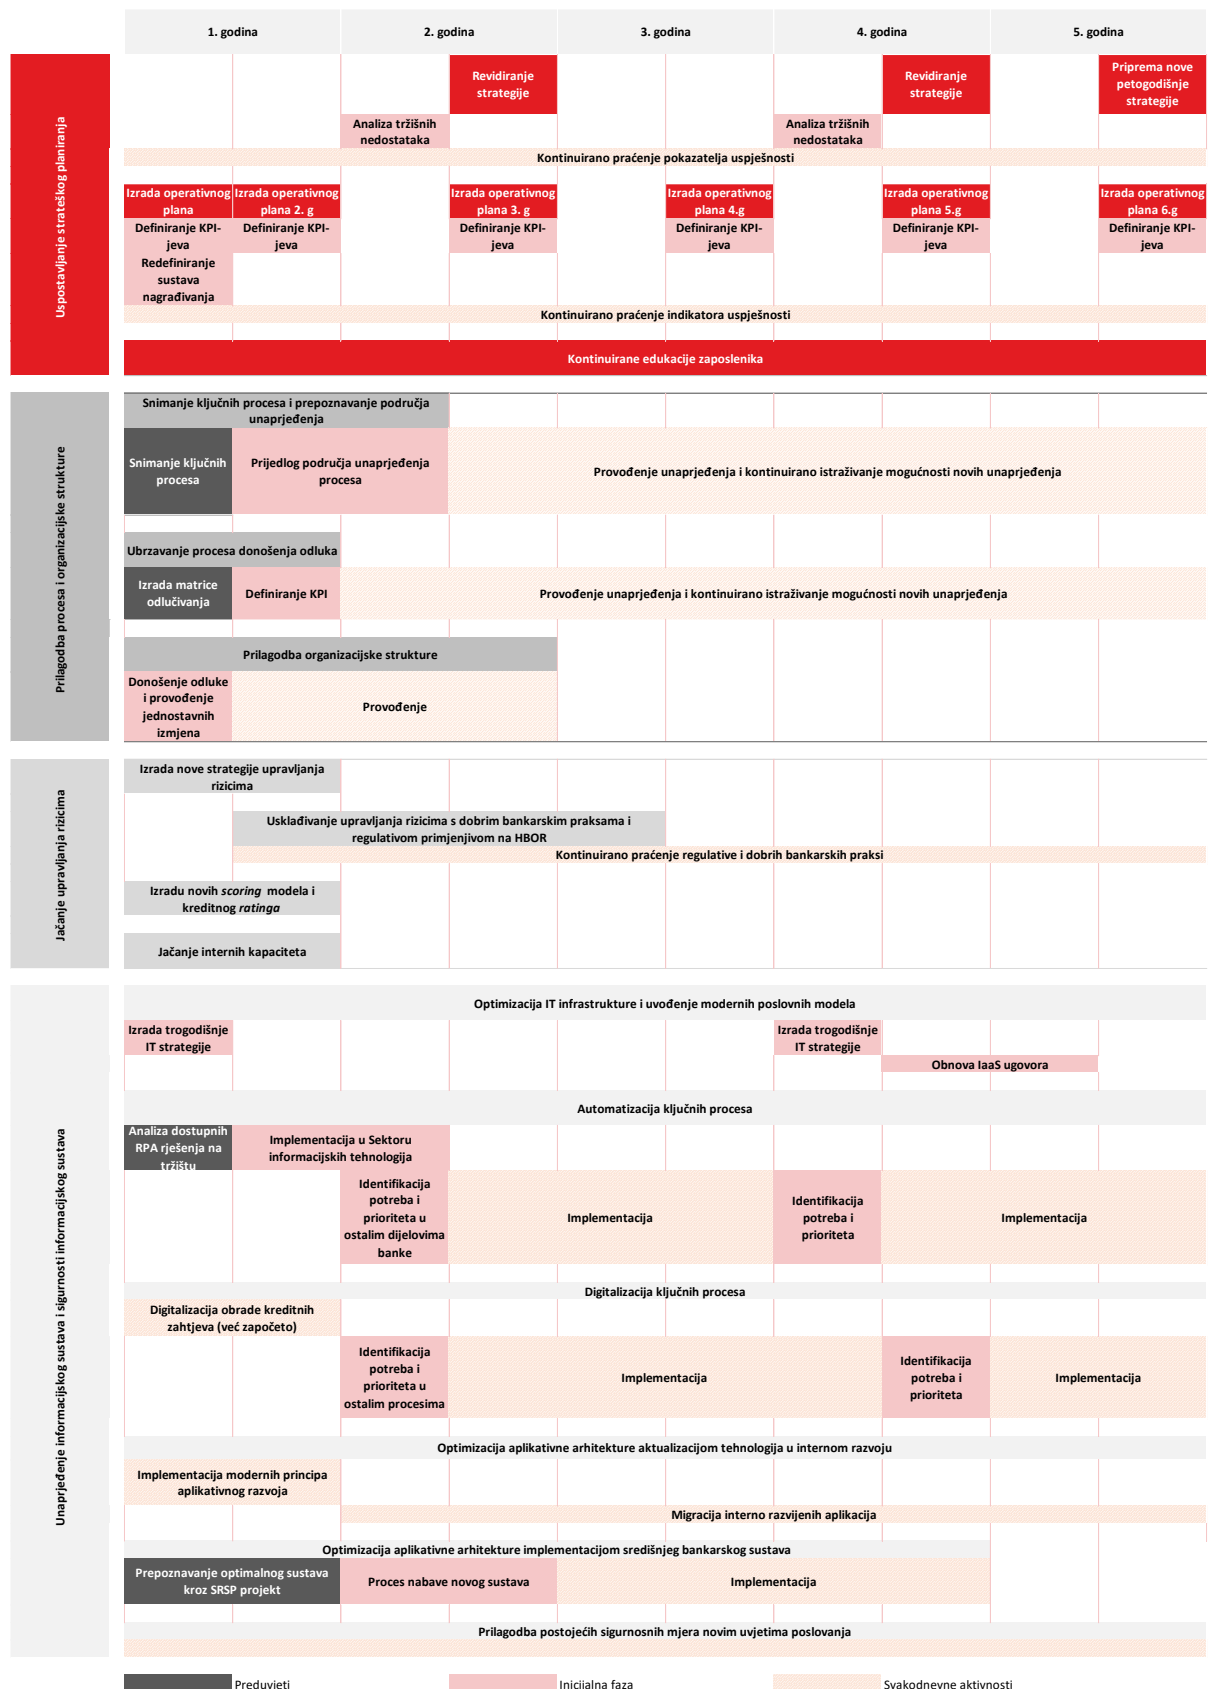 1. godina
2. godina
3. godina
4. godina
5. godina
Uspostavljanje strateškog planiranja
Revidiranje
strategije
Revidiranje
strategije
Priprema nove
petogodišnje
strategije
Analiza tržišnih
nedostataka
Analiza tržišnih
nedostataka
Kontinuirano praćenje pokazatelja uspješnosti
Izrada operativnog
plana
Izrada operativnog
plana 2. g
Izrada operativnog
plana 3. g
Izrada operativnog
plana 4.g
Izrada operativnog
plana 5.g
Izrada operativnog
plana 6.g
Definiranje KPI-
jeva
Definiranje KPI-
jeva
Definiranje KPI-
jeva
Definiranje KPI-
jeva
Definiranje KPI-
jeva
Definiranje KPI-
jeva
Redefiniranje
sustava
nagrađivanja
Kontinuirano praćenje indikatora uspješnosti
Kontinuirane edukacije zaposlenika
Prilagodba procesa i organizacijske strukture
Snimanje ključnih procesa i prepoznavanje područja
unaprjeđenja
Snimanje ključnih
procesa
Prijedlog područja unaprjeđenja
procesa
Provođenje unaprjeđenja i kontinuirano istraživanje mogućnosti novih unaprjeđenja
Ubrzavanje procesa donošenja odluka
Izrada matrice
odlučivanja
Definiranje KPI
Provođenje unaprjeđenja i kontinuirano istraživanje mogućnosti novih unaprjeđenja
Prilagodba organizacijske strukture
Donošenje odluke
i provođenje
jednostavnih
izmjena
Provođenje
Jačanje upravljanja rizicima
Izrada nove strategije upravljanja
rizicima
Usklađivanje upravljanja rizicima s dobrim bankarskim praksama i
regulativom primjenjivom na HBOR
Kontinuirano praćenje regulative i dobrih bankarskih praksi
Izradu novih scoring modela i
kreditnog ratinga
Jačanje internih kapaciteta
Unaprjeđenje informacijskog sustava i sigurnosti informacijskog sustava
Optimizacija IT infrastrukture i uvođenje modernih poslovnih modela
Izrada trogodišnje
IT strategije
Izrada trogodišnje
IT strategije
Obnova IaaS ugovora
Automatizacija ključnih procesa
Analiza dostupnih
RPA rješenja na
tržištu
Implementacija u Sektoru
informacijskih tehnologija
Identifikacija
potreba i
prioriteta u
ostalim dijelovima
banke
Implementacija
Identifikacija
potreba i
prioriteta
Implementacija
Digitalizacija ključnih procesa
Digitalizacija obrade kreditnih
zahtjeva (već započeto)
Identifikacija
potreba i
prioriteta u
ostalim procesima
Implementacija
Identifikacija
potreba i
prioriteta
Implementacija
Optimizacija aplikativne arhitekture aktualizacijom tehnologija u internom razvoju
Implementacija modernih principa
aplikativnog razvoja
Migracija interno razvijenih aplikacija
Optimizacija aplikativne arhitekture implementacijom središnjeg bankarskog sustava
Prepoznavanje optimalnog sustava
kroz SRSP projekt
Proces nabave novog sustava
Implementacija
Prilagodba postojećih sigurnosnih mjera novim uvjetima poslovanja
Preduvjeti
Inicijalna faza
Svakodnevne aktivnosti